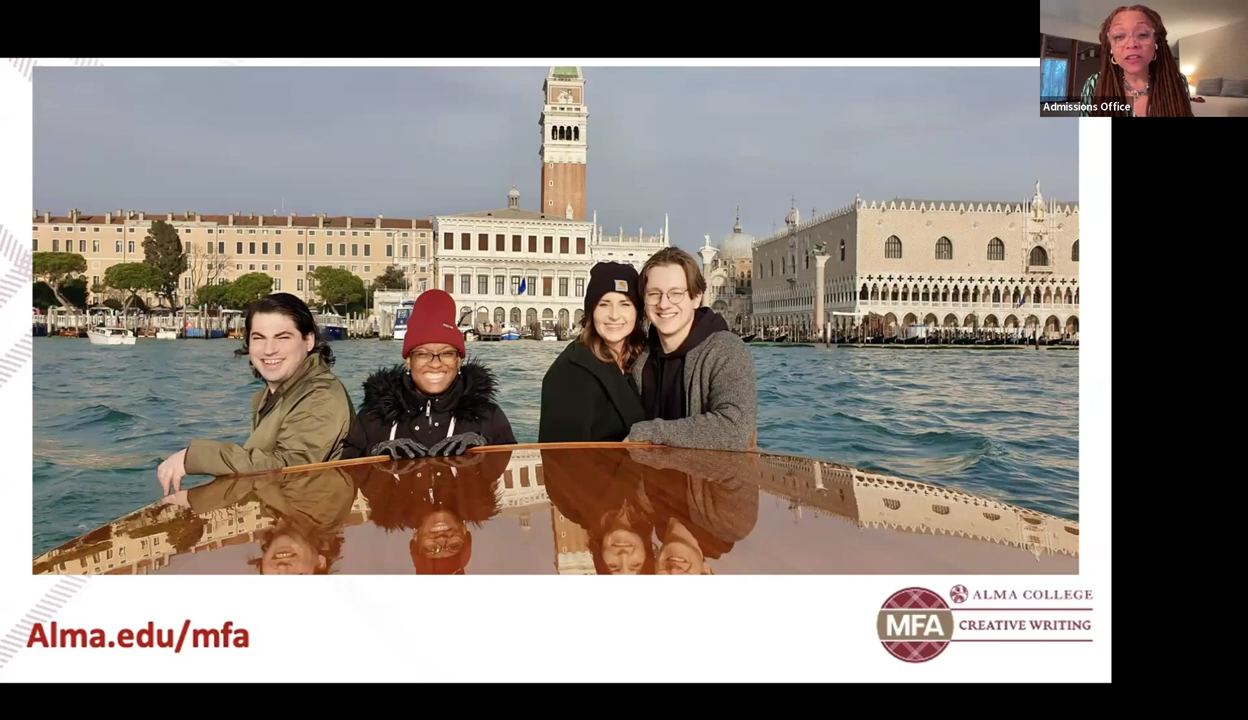 Admissions Office
Alma.edu/mfa
MFA
ALMA COLLEGE
CREATIVE WRITING